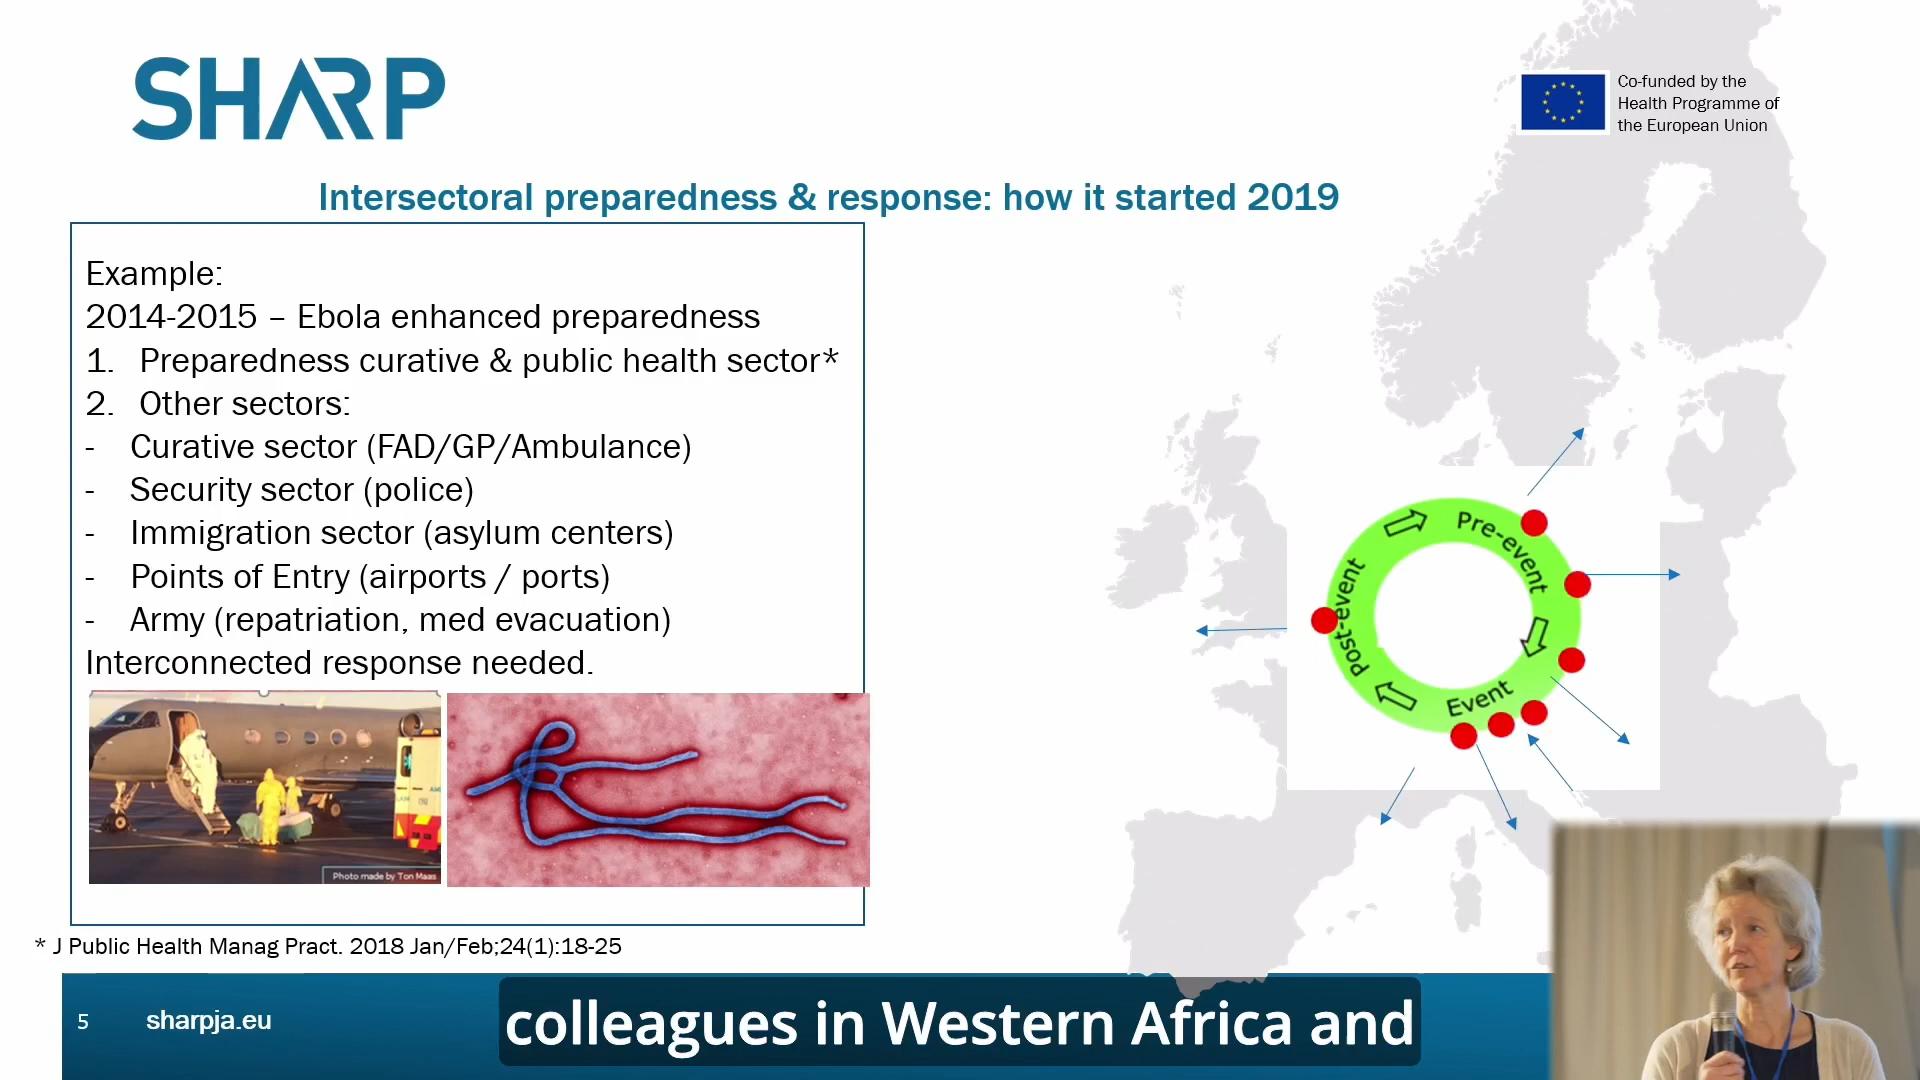 SHARP
Co-funded by the
Health Programme of
the European Union
Intersectoral preparedness & response: how it started 2019
Example:
2014-2015 – Ebola enhanced preparedness
1. Preparedness curative & public health sector*
2. Other sectors:
- Curative sector (FAD/GP/Ambulance)
- Security sector (police)
- Immigration sector (asylum centers)
- Points of Entry (airports / ports)
- Army (repatriation, med evacuation)
Interconnected response needed.
Photo made by Ton Maas
Pre-event
Event
Post-event
* J Public Health Manag Pract. 2018 Jan/Feb;24(1):18-25
5 sharpja.eu
colleagues in Western Africa and